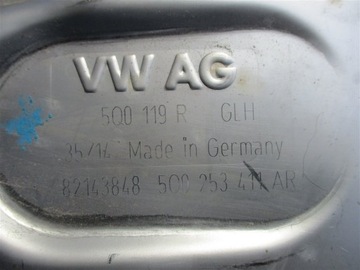 VW AG
5Q0 119 R GLH
35/14 Made in Germany
82143848 5Q0 253 411 AR